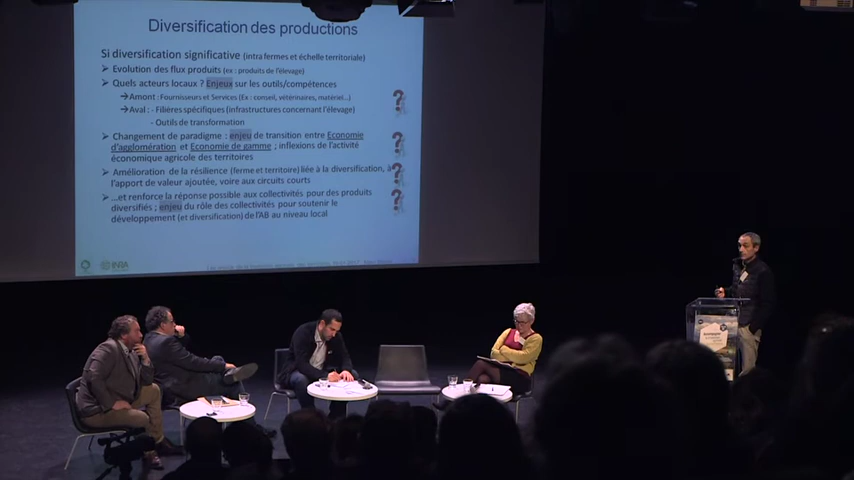 Diversification des productions
Si diversification significative (intra fermes et échelle territoriale)
➢ Evolution des flux produits (ex : produits de l'élevage)
➢ Quels acteurs locaux ? Enjeux sur les outils/compétences
→Amont : Fournisseurs et Services (Ex : conseil, vétérinaires, matériel...)
→Aval : - Filières spécifiques (infrastructures concernant l'élevage)
- Outils de transformation
➢ Changement de paradigme : enjeu de transition entre Economie
d'agglomération et Economie de gamme ; inflexions de l'activité
économique agricole des territoires
➢ Amélioration de la résilience (ferme et territoire) liée à la diversification, à
l'apport de valeur ajoutée, voire aux circuits courts
➢ ...et renforce la réponse possible aux collectivités pour des produits
diversifiés ; enjeu du rôle des collectivités pour soutenir le
développement (et diversification) de l'AB au niveau local
?
?
?
?
INRA